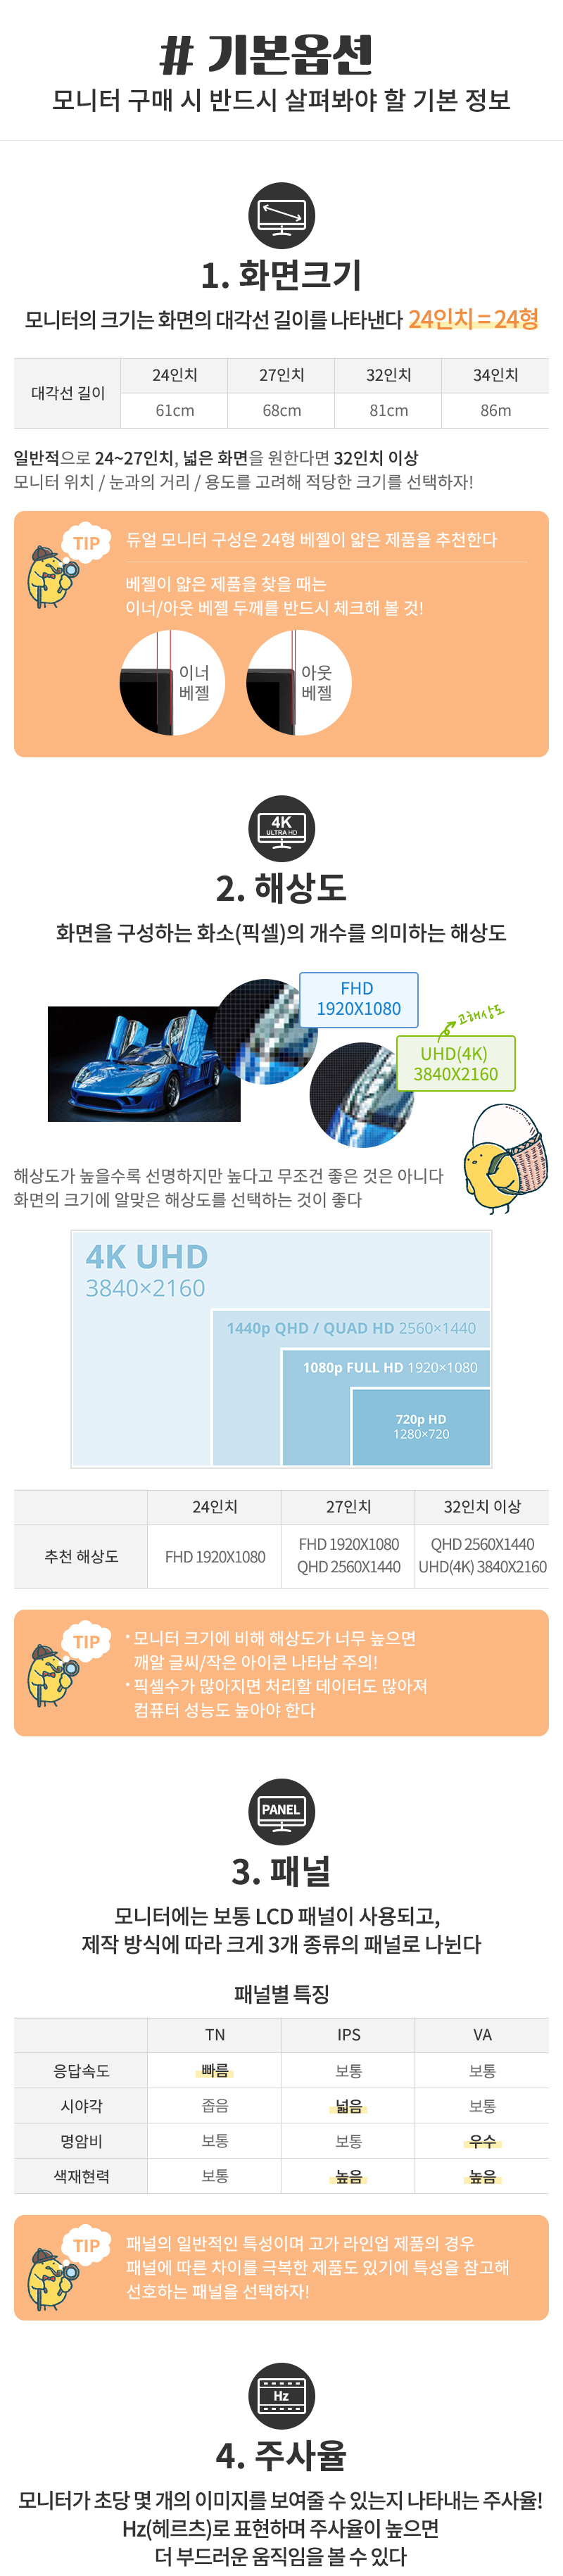 # 기본옵션
모니터 구매 시 반드시 살펴봐야 할 기본 정보
1. 화면크기
모니터의 크기는 화면의 대각선 길이를 나타낸다 24인치 = 24형
대각선 길이 24인치 27인치 32인치 34인치
61cm 68cm 81cm 86m
일반적으로 24~27인치, 넓은 화면을 원한다면 32인치 이상
모니터 위치 / 눈과의 거리 / 용도를 고려해 적당한 크기를 선택하자!
TIP
듀얼 모니터 구성은 24형 베젤이 얇은 제품을 추천한다
베젤이 얇은 제품을 찾을 때는
이너/아웃 베젤 두께를 반드시 체크해 볼 것!
이너 베젤
아웃 베젤
4K
ULTRA HD
2. 해상도
화면을 구성하는 화소(픽셀)의 개수를 의미하는 해상도
FHD
1920X1080
고해상도
UHD(4K)
3840X2160
해상도가 높을수록 선명하지만 높다고 무조건 좋은 것은 아니다
화면의 크기에 알맞은 해상도를 선택하는 것이 좋다
4K UHD
3840×2160
1440p QHD / QUAD HD 2560×1440
1080p FULL HD 1920×1080
720p HD
1280×720
24인치 27인치 32인치 이상
추천 해상도 FHD 1920X1080 FHD 1920X1080 QHD 2560X1440
QHD 2560X1440 UHD(4K) 3840X2160
TIP
· 모니터 크기에 비해 해상도가 너무 높으면
깨알 글씨/작은 아이콘 나타남 주의!
· 픽셀수가 많아지면 처리할 데이터도 많아져
컴퓨터 성능도 높아야 한다
PANEL
3. 패널
모니터에는 보통 LCD 패널이 사용되고,
제작 방식에 따라 크게 3개 종류의 패널로 나뉜다
패널별 특징
TN IPS VA
응답속도 빠름 보통 보통
시야각 좁음 넓음 보통
명암비 보통 보통 우수
색재현력 보통 높음 높음
TIP
패널의 일반적인 특성이며 고가 라인업 제품의 경우
패널에 따른 차이를 극복한 제품도 있기에 특성을 참고해
선호하는 패널을 선택하자!
Hz
4. 주사율
모니터가 초당 몇 개의 이미지를 보여줄 수 있는지 나타내는 주사율!
Hz(헤르츠)로 표현하며 주사율이 높으면
더 부드러운 움직임을 볼 수 있다